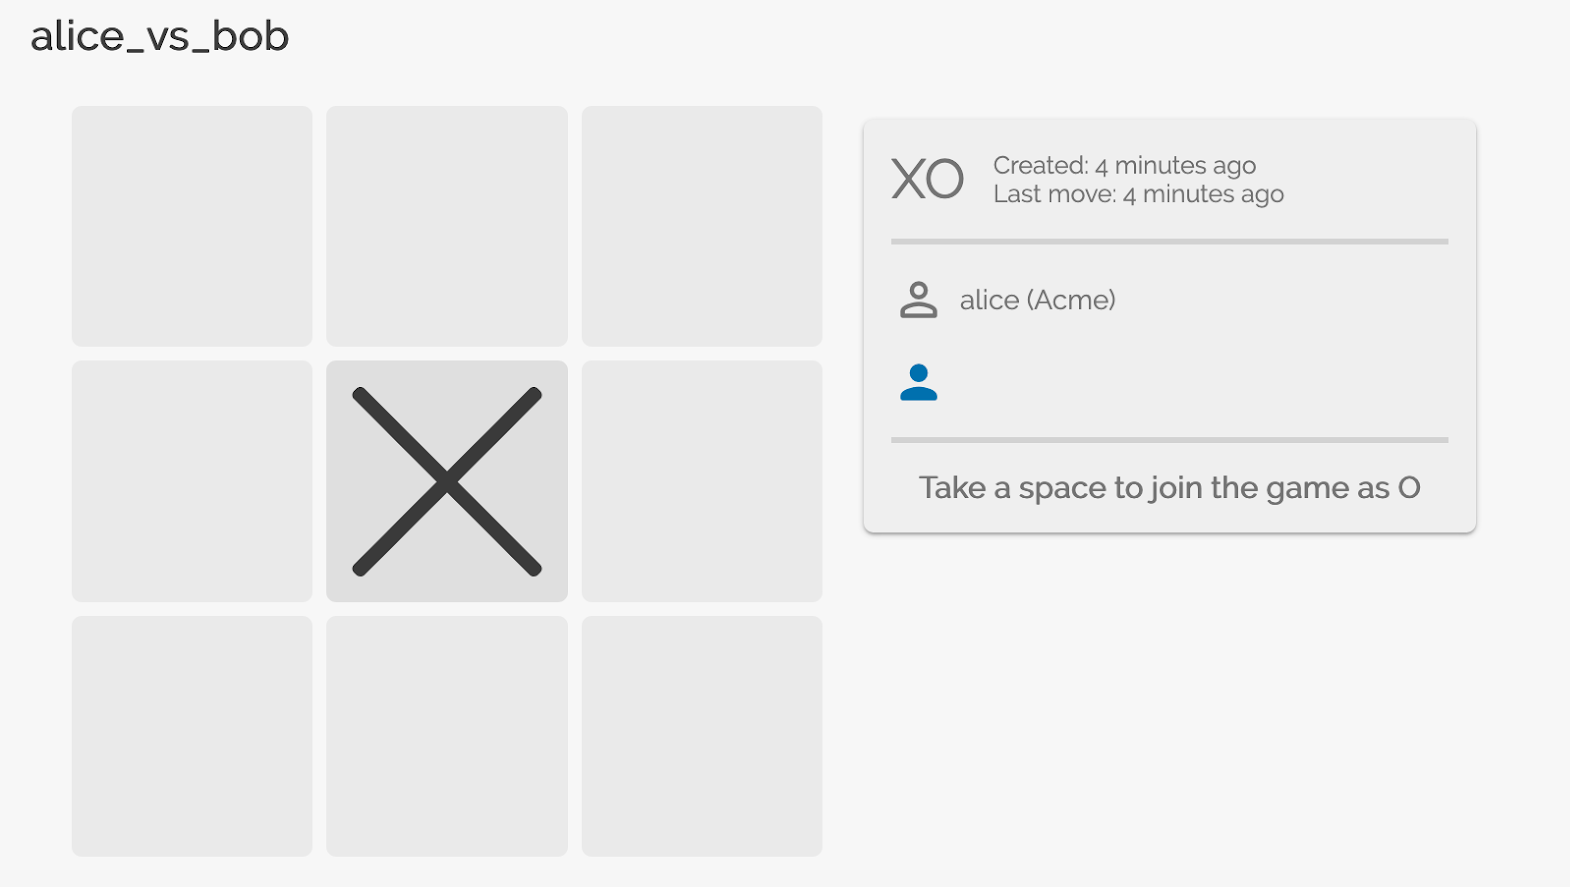 alice_vs_bob
XO
Created: 4 minutes ago
Last move: 4 minutes ago
alice (Acme)
Take a space to join the game as O